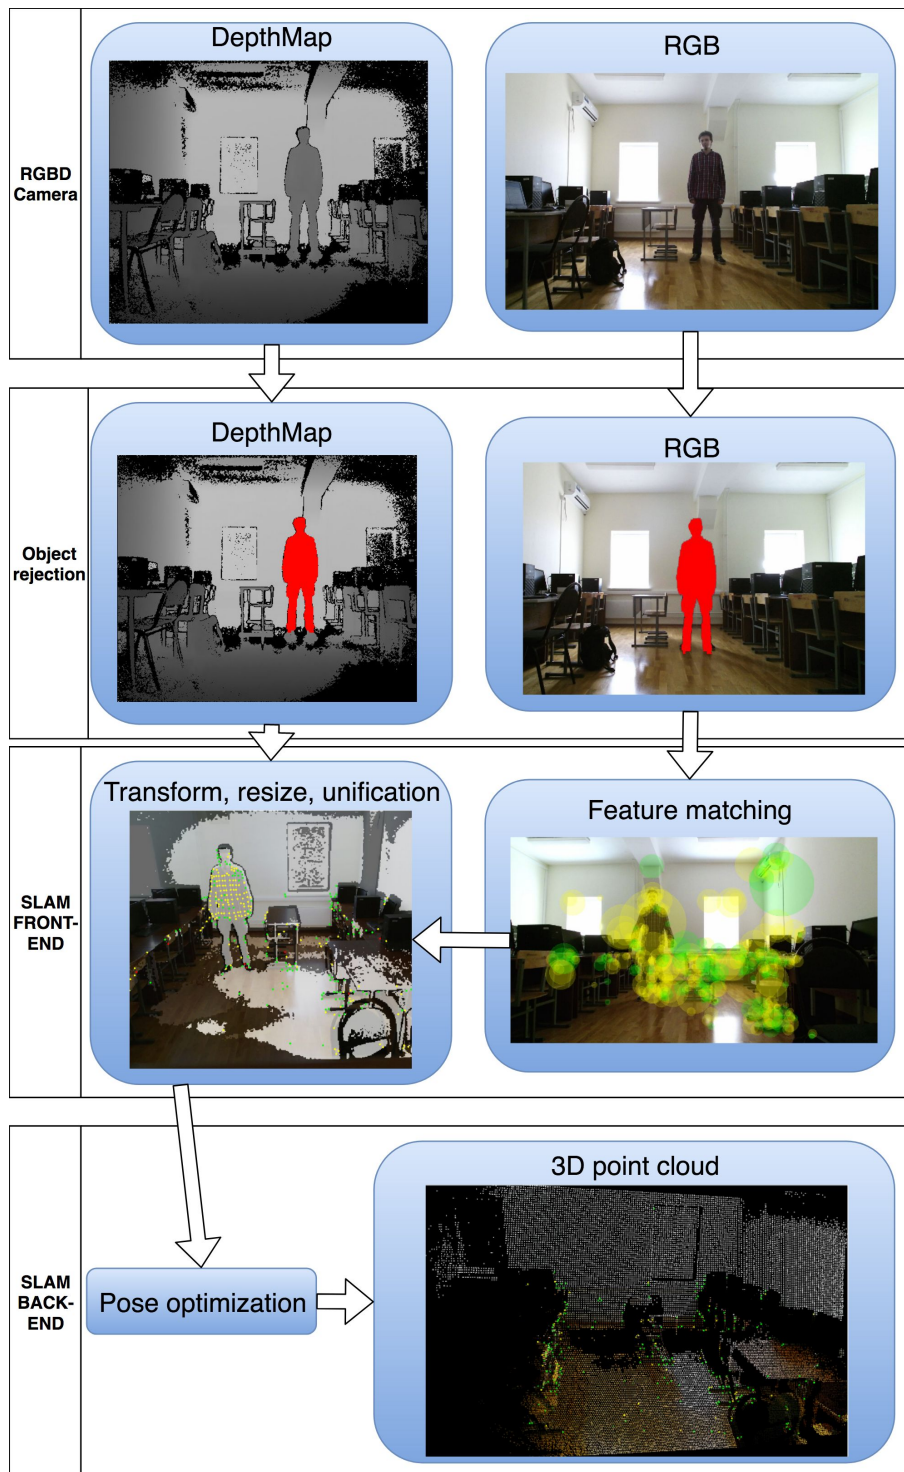 RGBD
Camera
DepthMap
RGB
Object
rejection
DepthMap
RGB
SLAM
FRONT-
END
Transform, resize, unification
Feature matching
SLAM
BACK-
END
Pose optimization
3D point cloud